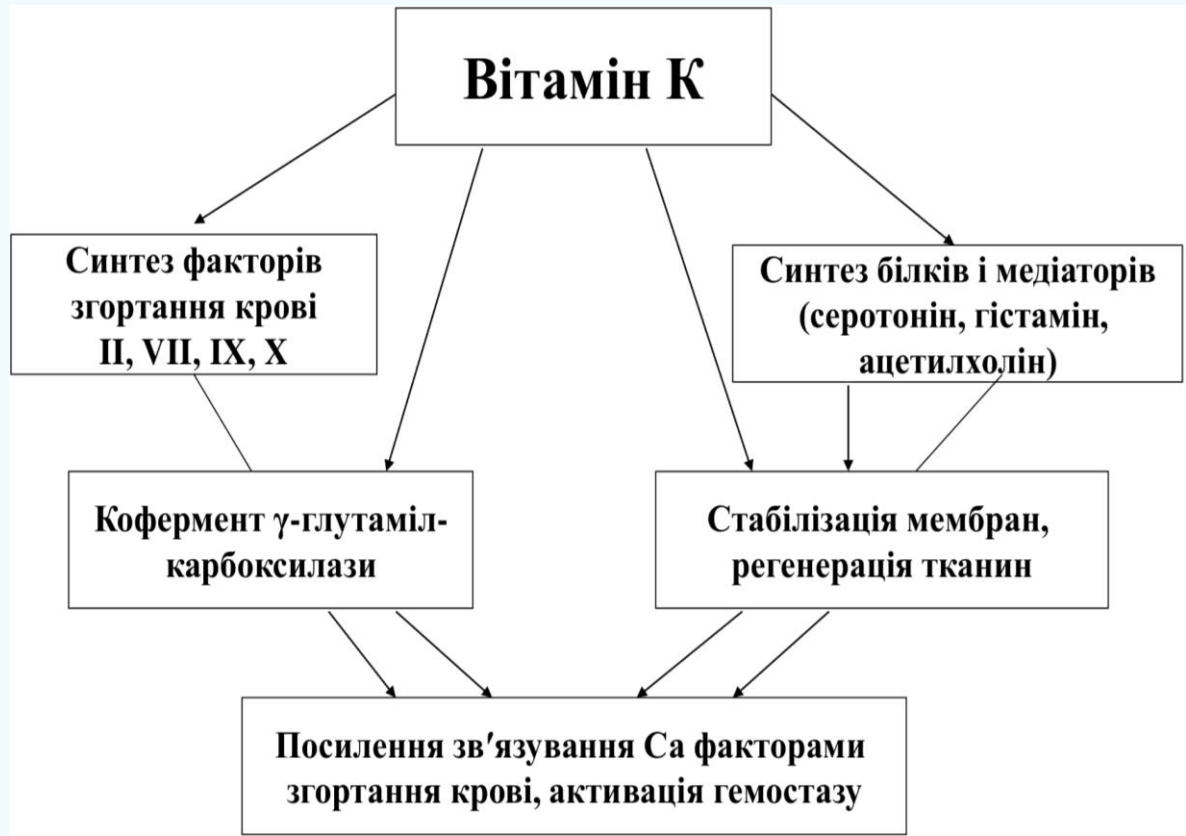 Вітамін К
Синтез факторів
згортання крові
II, VII, IX, X
Синтез білків і медіаторів
(серотонін, гістамін,
ацетилхолін)
Кофермент γ-глутаміл-
карбоксилази
Стабілізація мембран,
регенерація тканин
Посилення зв′язування Са факторами
згортання крові, активація гемостазу